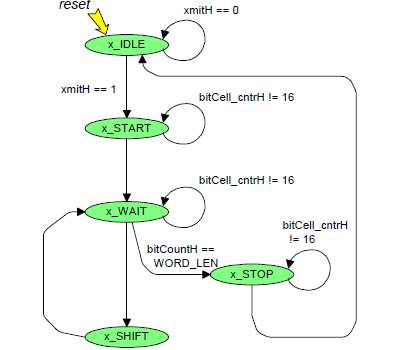 reset
xmitH == 0
x_IDLE
xmitH == 1
bitCell_cntrH != 16
x_START
bitCell_cntrH != 16
x_WAIT
bitCell_cntrH
!= 16
bitCountH ==
WORD_LEN
x_STOP
x_SHIFT